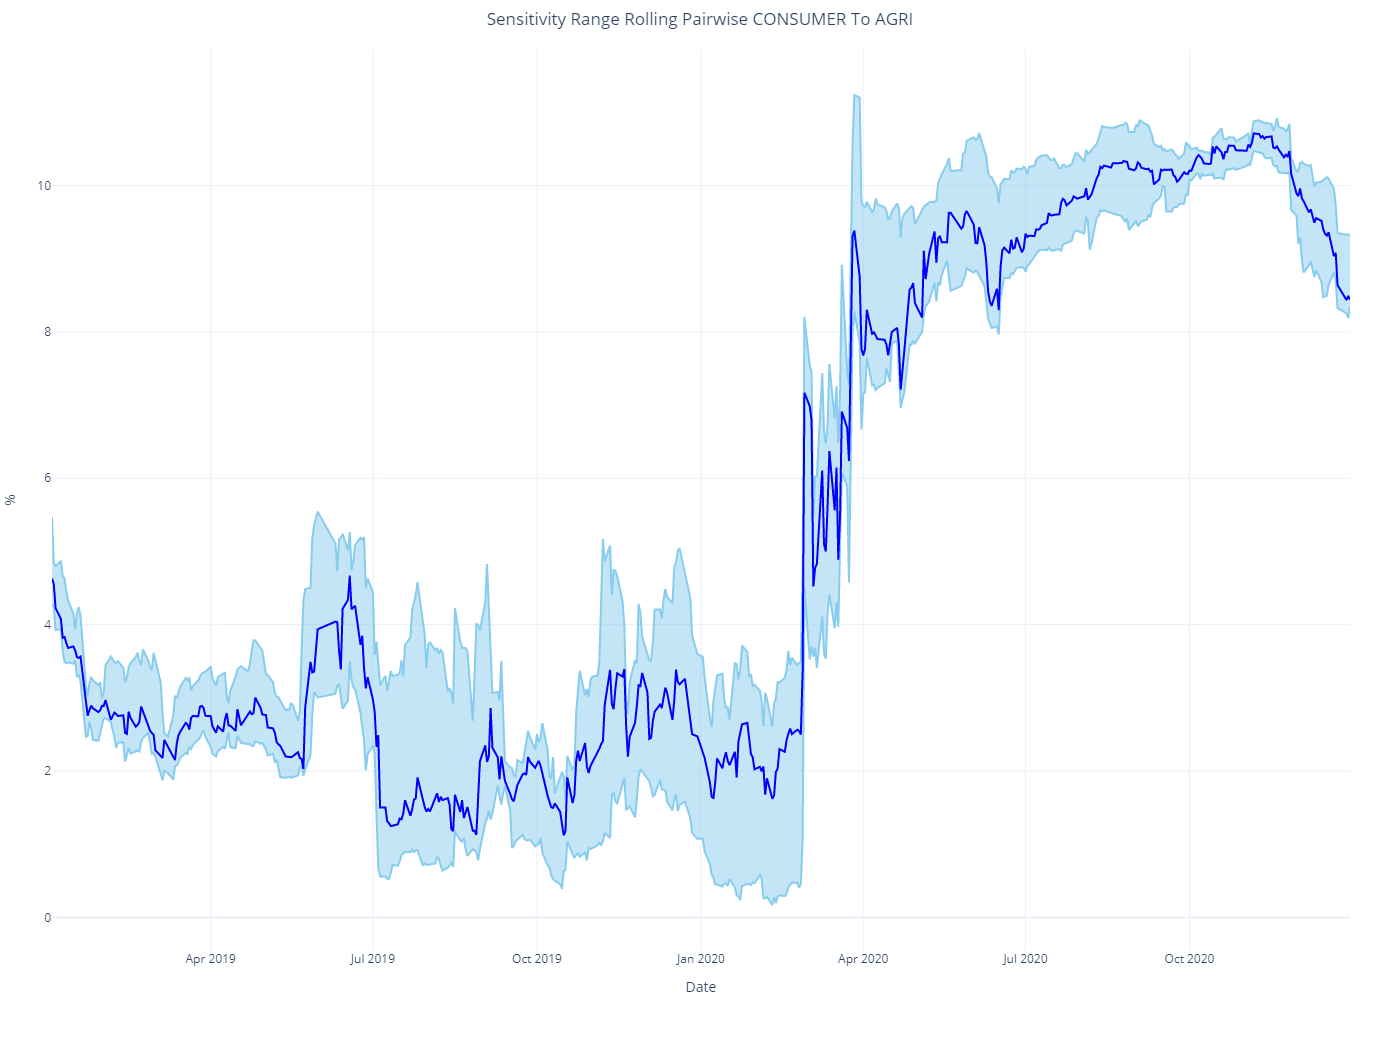 Sensitivity Range Rolling Pairwise CONSUMER To AGRI
10
8
6
4
2
0
%
Apr 2019
Jul 2019
Oct 2019
Jan 2020
Apr 2020
Jul 2020
Oct 2020
Date